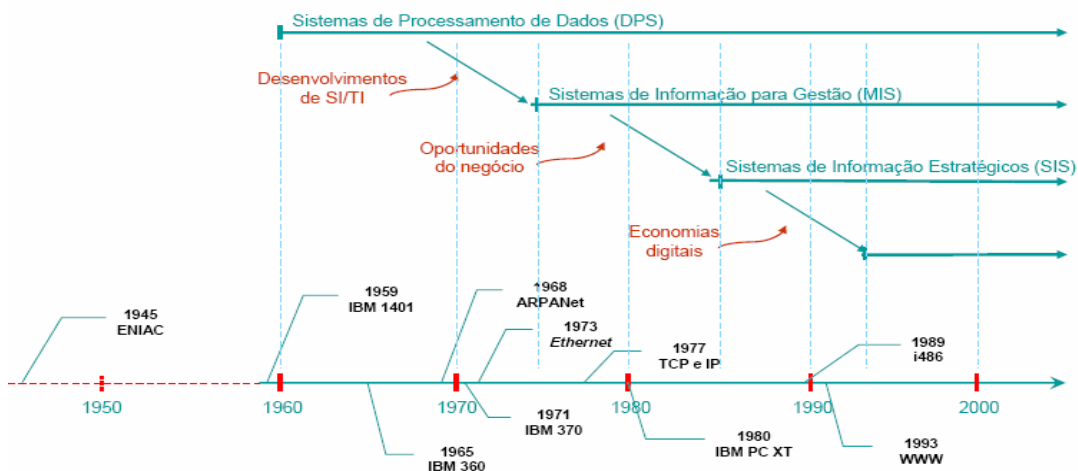 Sistemas de Processamento de Dados (DPS)
Desenvolvimentos
de SI/TI
Sistemas de Informação para Gestão (MIS)
Oportunidades
do negócio
Sistemas de Informação Estratégicos (SIS)
Economias
digitais
1945
ENIAC
1959
IBM 1401
1968
ARPANet
1973
Ethernet
1977
TCP e IP
1989
i486
1950
1960
1970
1980
1990
2000
1965
IBM 360
1971
IBM 370
1980
IBM PC XT
1993
WWW